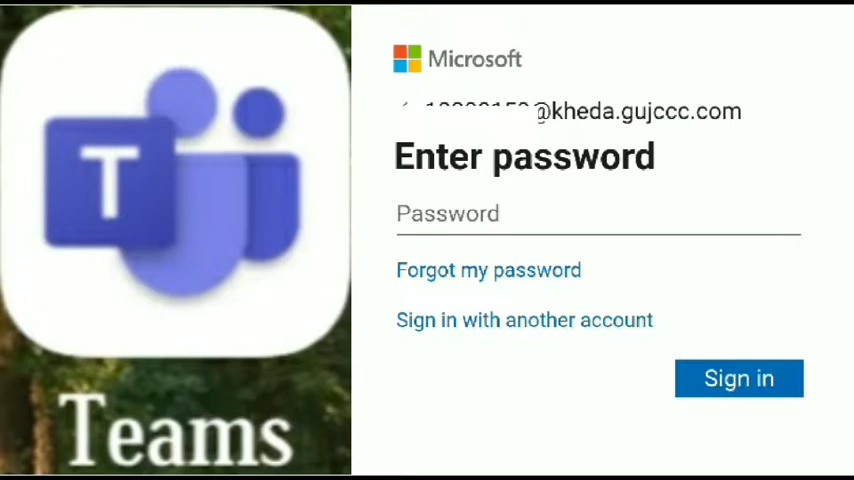 T
Teams
Microsoft
@kheda.gujccc.com
Enter password
Password
Forgot my password
Sign in with another account
Sign in